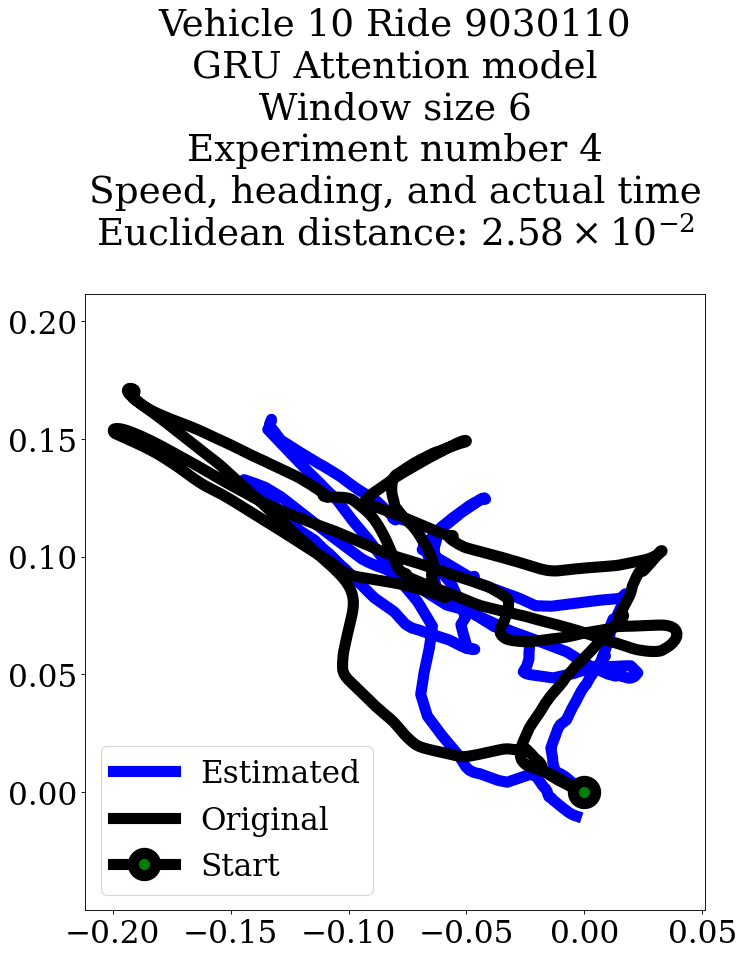 Vehicle 10 Ride 9030110
GRU Attention model
Window size 6
Experiment number 4
Speed, heading, and actual time
Euclidean distance: 2.58 × 10⁻²
0.20
0.15
0.10
0.05
0.00
Estimated
Original
Start
−0.20 −0.15 −0.10 −0.05 0.00 0.05